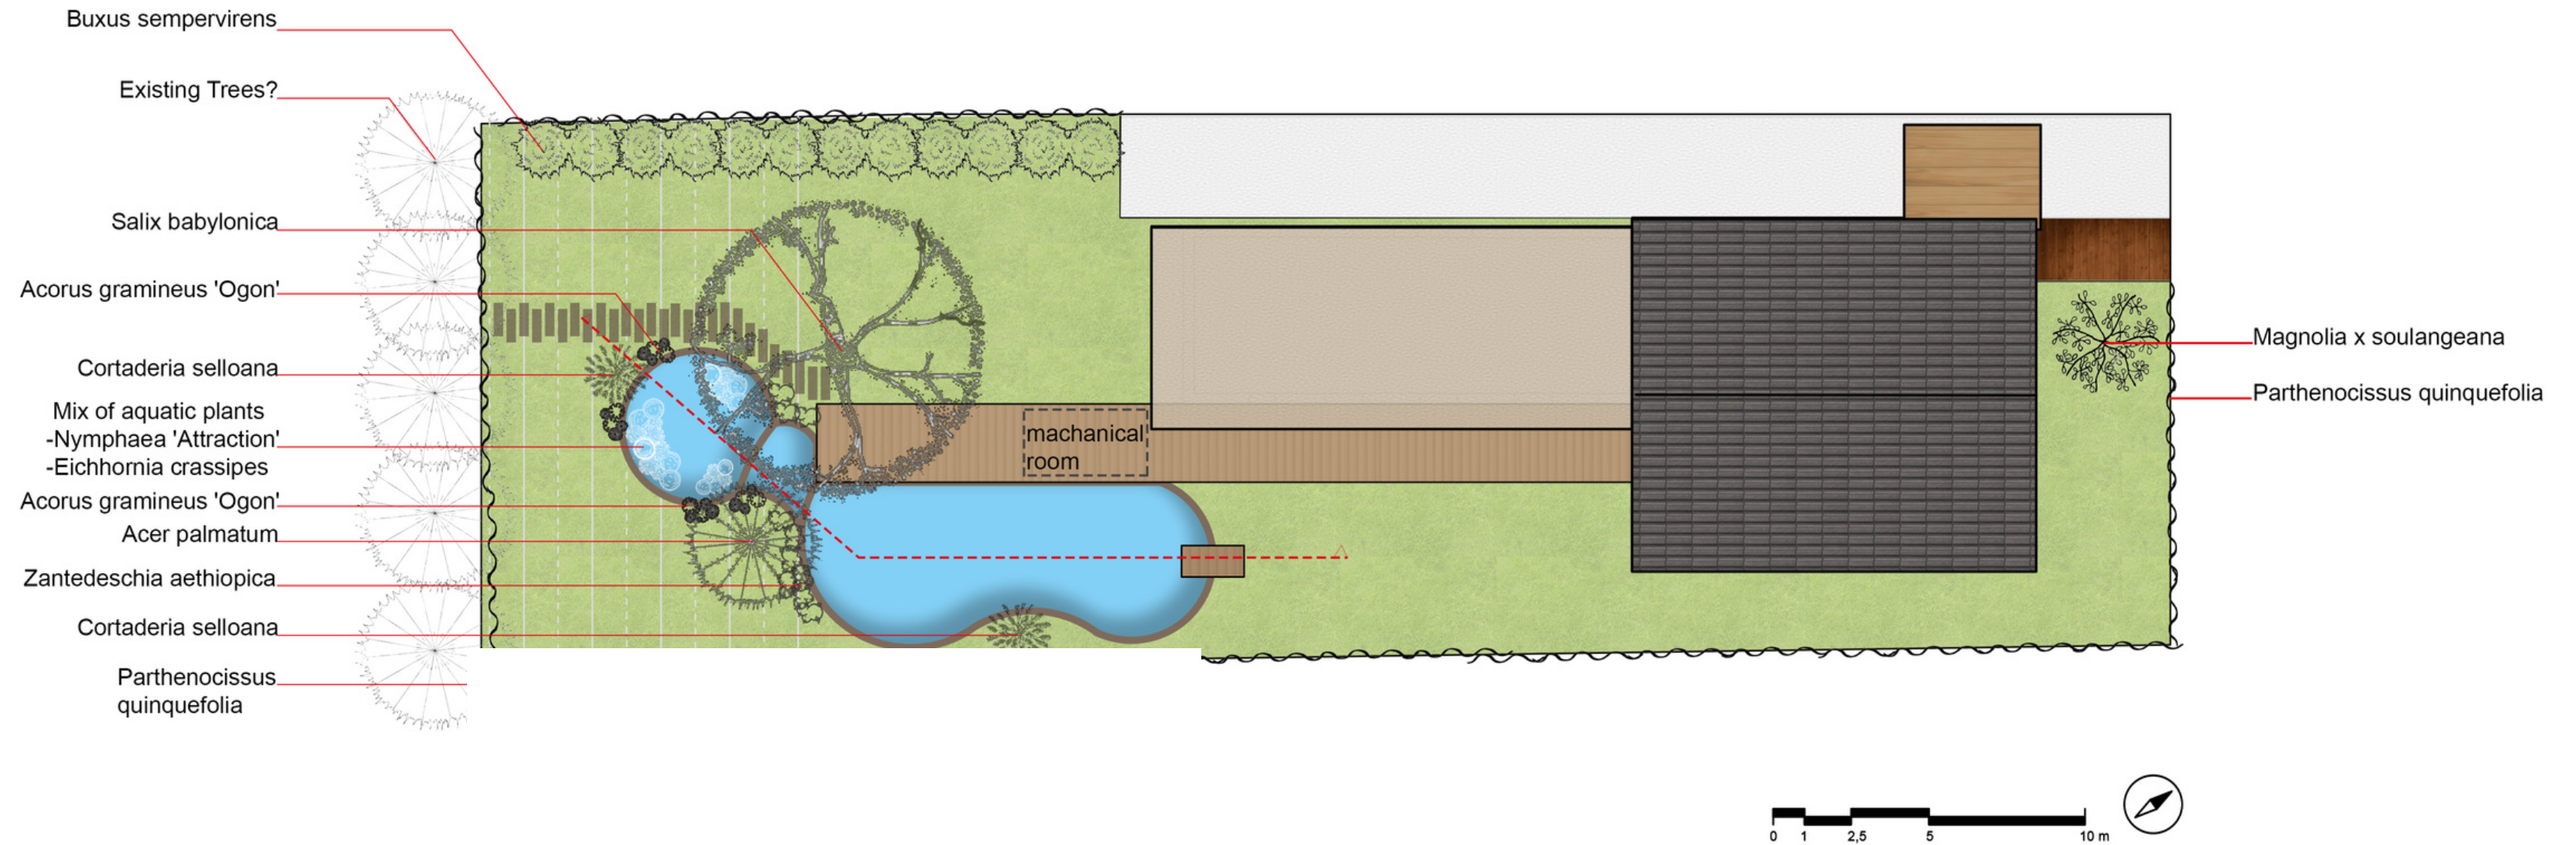 Buxus sempervirens
Existing Trees?
Salix babylonica
Acorus gramineus 'Ogon'
Cortaderia selloana
Mix of aquatic plants
-Nymphaea 'Attraction'
-Eichhornia crassipes
Acorus gramineus 'Ogon'
Acer palmatum
Zantedeschia aethiopica
Cortaderia selloana
Parthenocissus
quinquefolia
machanical
room
Magnolia x soulangeana
Parthenocissus quinquefolia
0 1 2,5 5 10 m